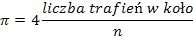 π = 4 liczba trafień w koło / n